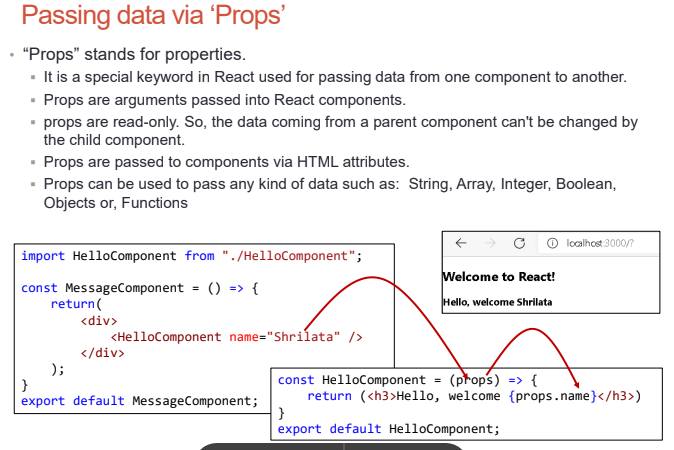 Passing data via ‘Props’
“Props” stands for properties.
It is a special keyword in React used for passing data from one component to another.
Props are arguments passed into React components.
props are read-only. So, the data coming from a parent component can't be changed by
the child component.
Props are passed to components via HTML attributes.
Props can be used to pass any kind of data such as: String, Array, Integer, Boolean,
Objects or, Functions
import HelloComponent from "./HelloComponent";
const MessageComponent = () => {
return(
<div>
<HelloComponent name="Shrilata" />
</div>
);
}
export default MessageComponent;
localhost:3000/?
Welcome to React!
Hello, welcome Shrilata
const HelloComponent = (props) => {
return (<h3>Hello, welcome {props.name}</h3>)
}
export default HelloComponent;